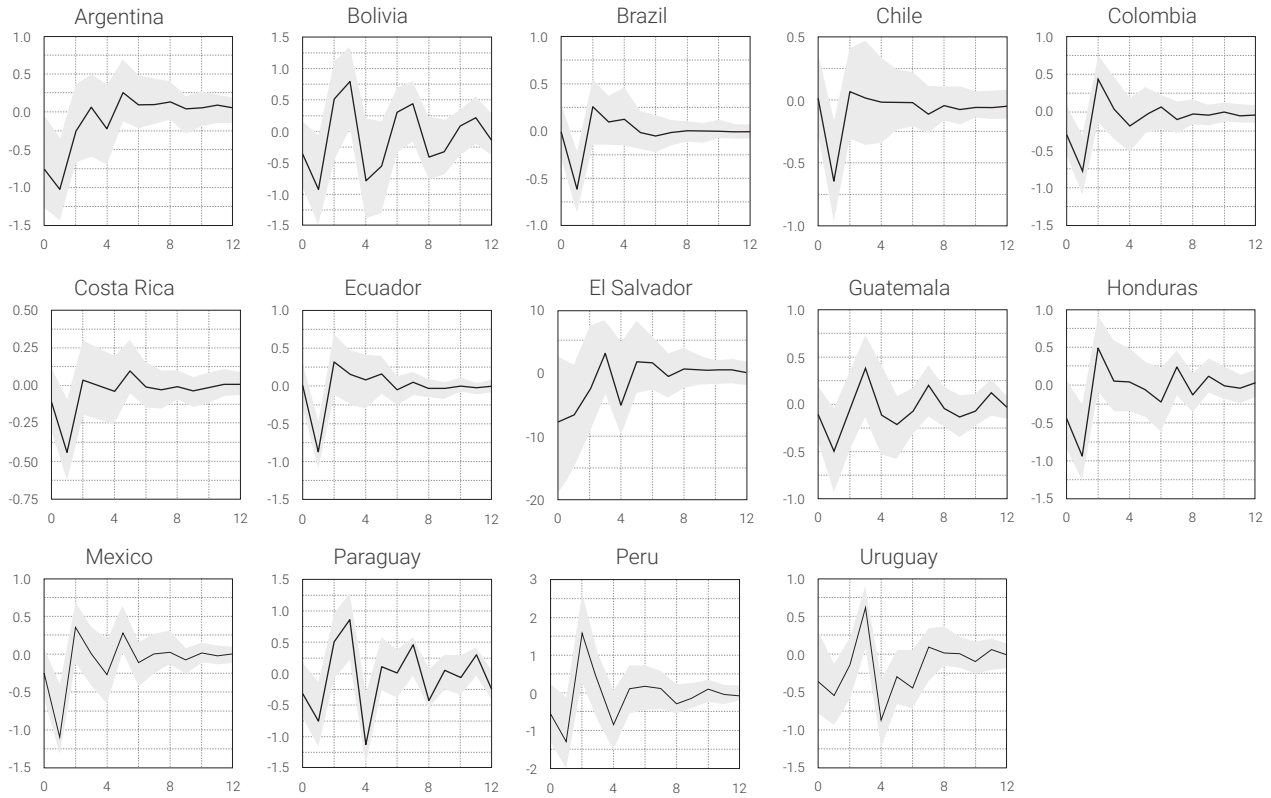 Argentina Bolivia Brazil Chile Colombia
1.0 1.5 1.0 0.5 1.0
1.0
0.5 0.5 0.5
0.5 0.0
0.0 0.0
0.0 0.0
-0.5 -0.5 -0.5
-0.5 -0.5
-1.0 -1.0 -1.0
-1.5 -1.5 -1.0 -1.0 -1.5
0 4 8 12 0 4 8 12 0 4 8 12 0 4 8 12 0 4 8 12
Costa Rica Ecuador El Salvador Guatemala Honduras
0.50 1.0 10 1.0 1.0
0.25 0.5 0.5 0.5
0.00 0.0 0 0.0 0.0
-0.25 -0.5 -10 -0.5 -0.5
-0.50 -1.0 -1.0
-0.75 -1.5 -20 -1.0 -1.5
0 4 8 12 0 4 8 12 0 4 8 12 0 4 8 12 0 4 8 12
Mexico Paraguay Peru Uruguay
1.0 1.5 3 1.0
1.0
0.5 2 0.5
0.5
0.0 1 0.0
0.0
-0.5 0 -0.5
-0.5
-1.0 -1.0 -1 -1.0
-1.5 -1.5 -2 -1.5
0 4 8 12 0 4 8 12 0 4 8 12 0 4 8 12